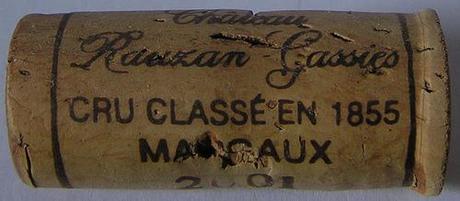 Château
Rauzan-Gassies
CRU CLASSÉ EN 1855
MARGAUX
2001